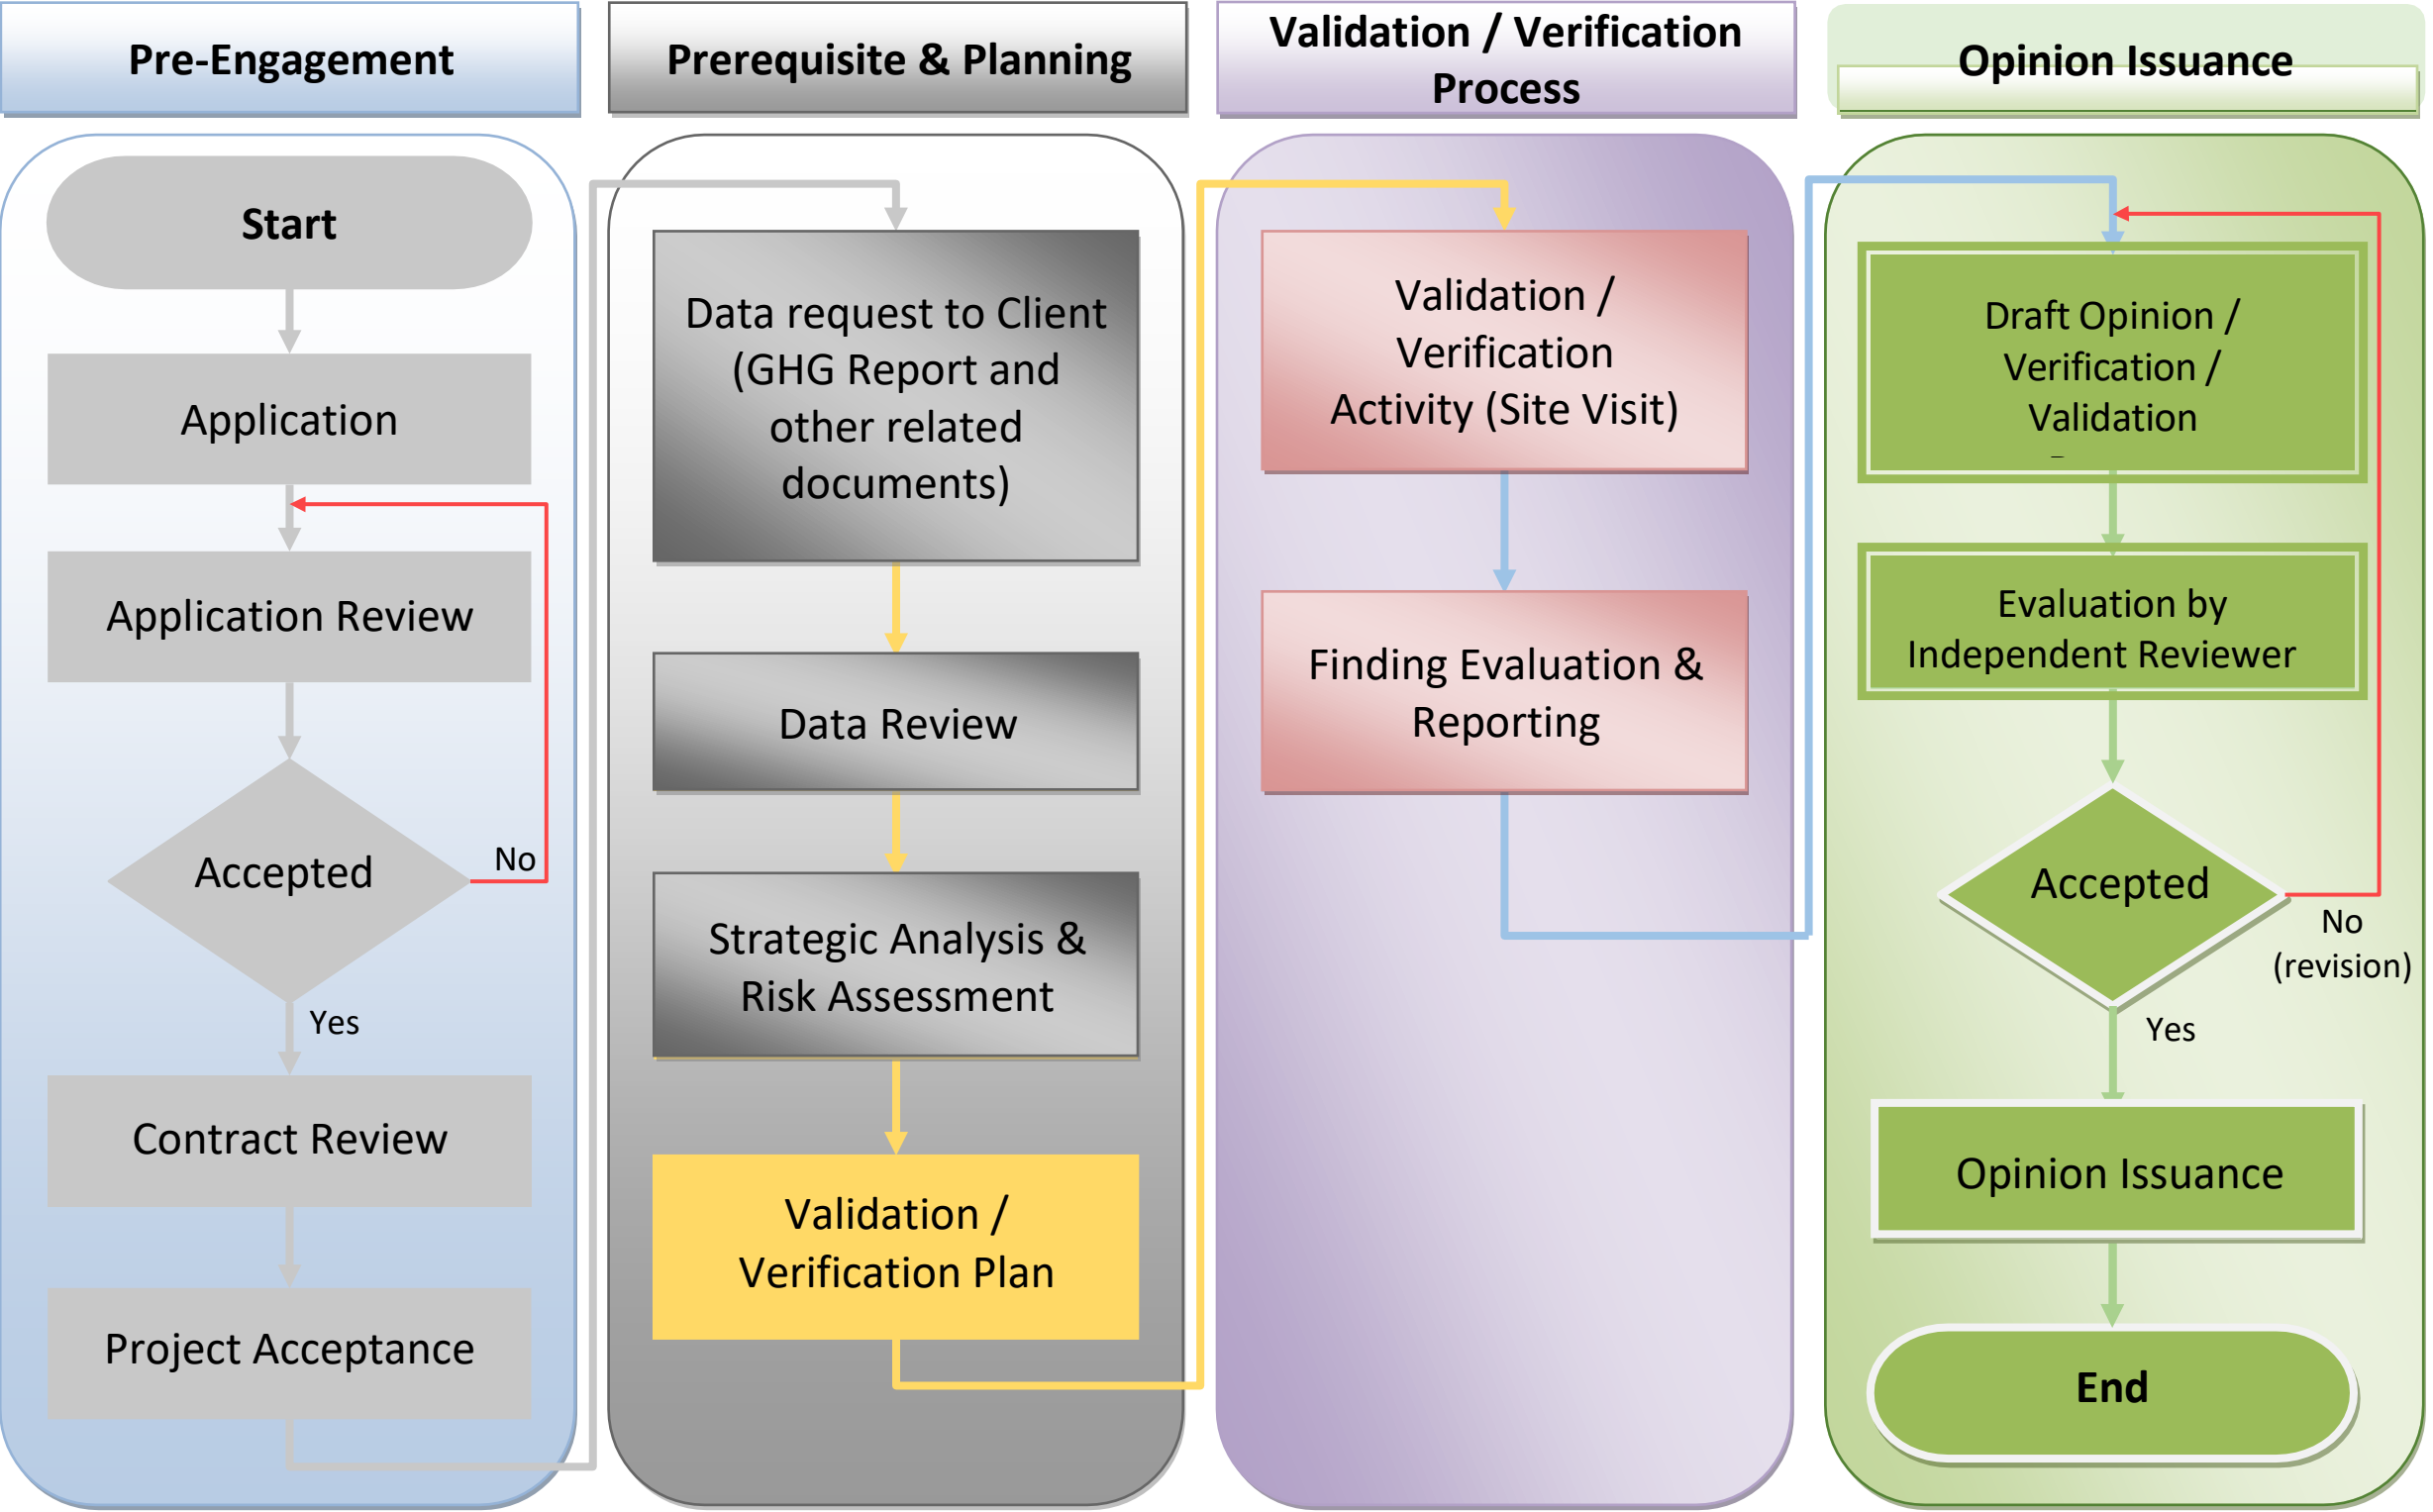 Pre-Engagement
Start
Application
Application Review
Accepted
No
Yes
Contract Review
Project Acceptance
Prerequisite & Planning
Data request to Client
(GHG Report and
other related
documents)
Data Review
Strategic Analysis &
Risk Assessment
Validation /
Verification Plan
Validation / Verification
Process
Validation /
Verification
Activity (Site Visit)
Finding Evaluation &
Reporting
Opinion Issuance
Draft Opinion /
Verification /
Validation
Evaluation by
Independent Reviewer
Accepted
No
(revision)
Yes
Opinion Issuance
End